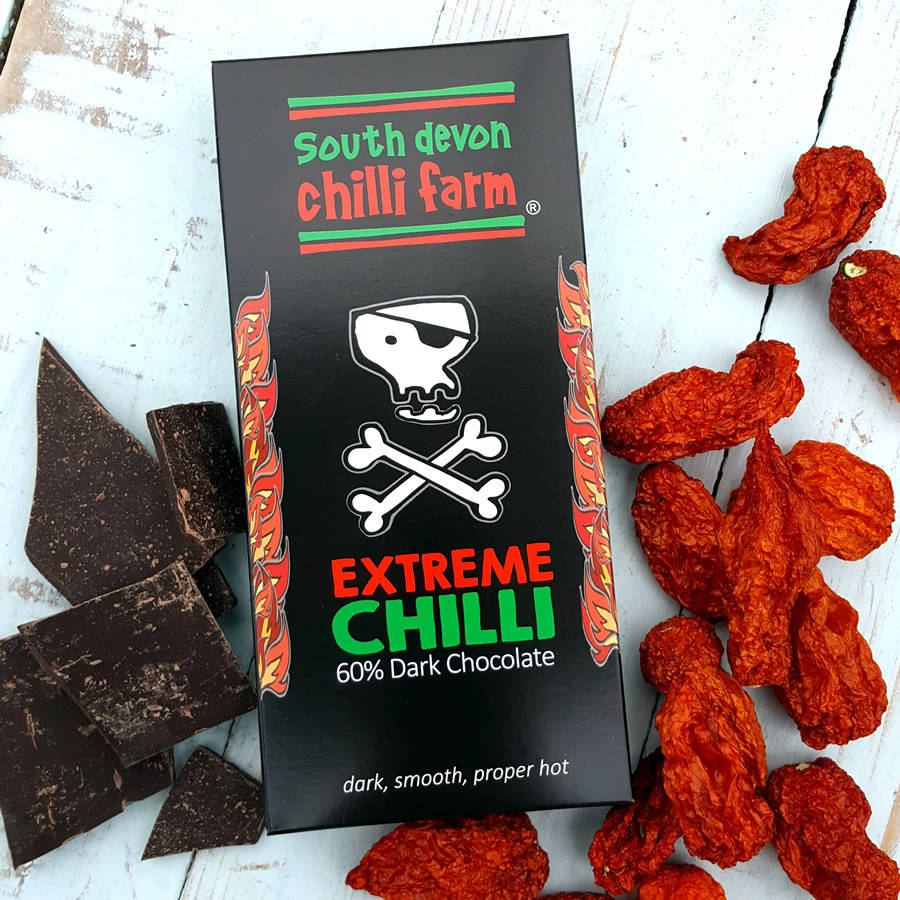 South devon
chilli farm®
EXTREME
CHILLI
60% Dark Chocolate
dark, smooth, proper hot